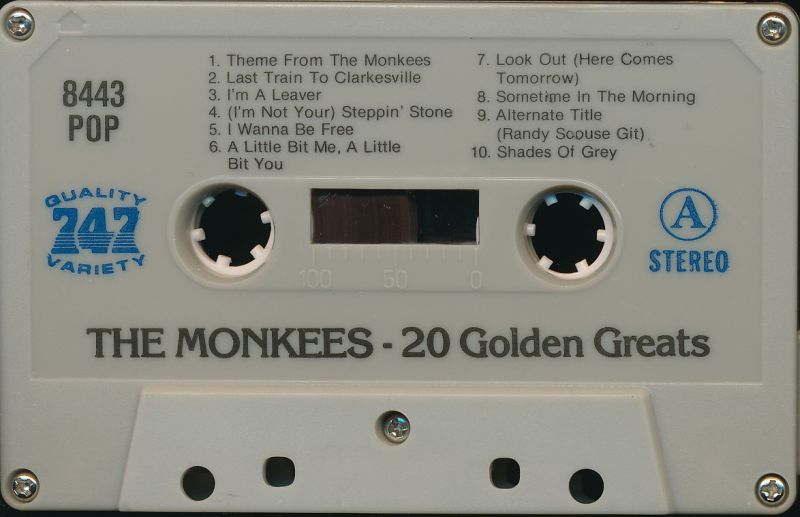 8443
POP
1. Theme From The Monkees
2. Last Train To Clarkesville
3. I'm A Leaver
4. (I'm Not Your) Steppin' Stone
5. I Wanna Be Free
6. A Little Bit Me, A Little
Bit You
7. Look Out (Here Comes
Tomorrow)
8. Sometime In The Morning
9. Alternate Title
(Randy Scouse Git)
10. Shades Of Grey
QUALITY
747
VARIETY
A
STEREO
100 50 0
THE MONKEES - 20 Golden Greats